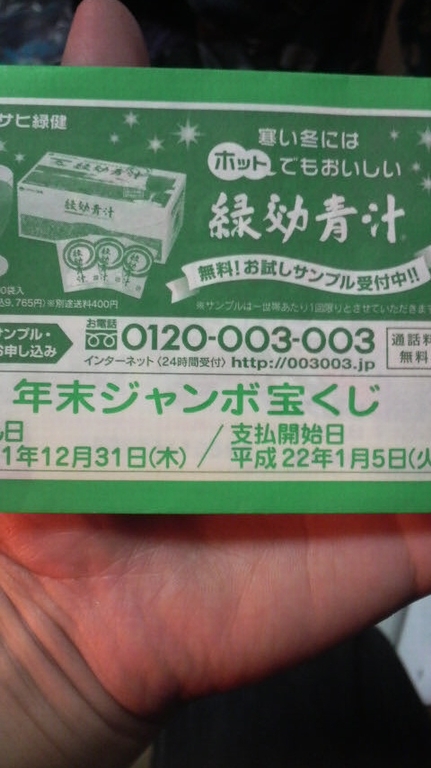 サヒ緑健
寒い冬には
ホットでもおいしい
緑効青汁
緑効青汁
無料!お試しサンプル受付中!!
0袋入
込9,765円)※別途送料400円
※サンプルは一世帯あたり1回限りとさせていただきます
サンプル・
お申し込み
お電話
0120-003-003
通話料
無料
インターネット〈24時間受付〉http://003003.jp
年末ジャンボ宝くじ
ん日
1年12月31日(木)
支払開始日
平成22年1月5日(火